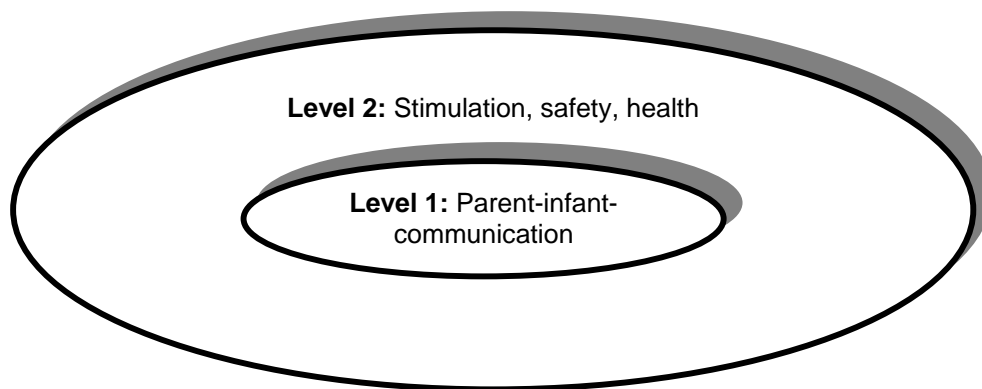 Level 2: Stimulation, safety, health
Level 1: Parent-infant-
communication